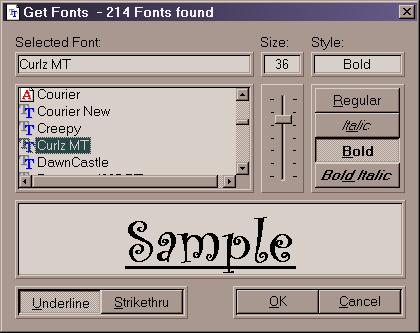 Get Fonts - 214 Fonts found
Selected Font: Size: Style:
Curlz MT 36 Bold
Courier
Courier New
Creepy
Curlz MT
DawnCastle
Regular
Italic
Bold
Bold Italic
Sample
Underline Strikethru OK Cancel